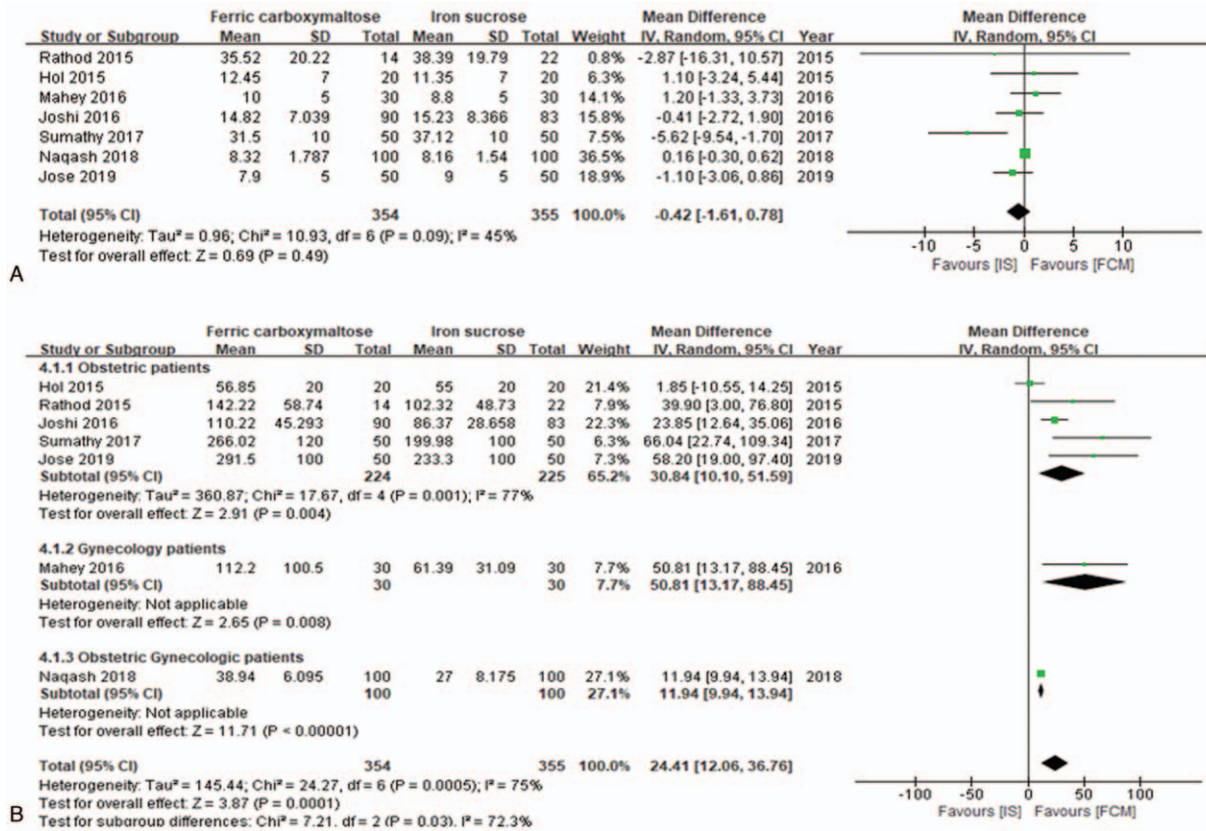 Ferric carboxymaltose Iron sucrose Mean Difference Mean Difference
Study or Subgroup Mean SD Total Mean SD Total Weight IV, Random, 95% CI Year IV, Random, 95% CI
Rathod 2015 35.52 20.22 14 38.39 19.79 22 0.8% -2.87 [-16.31, 10.57] 2015
Hol 2015 12.45 7 20 11.35 7 20 6.3% 1.10 [-3.24, 5.44] 2015
Mahey 2016 10 5 30 8.8 5 30 14.1% 1.20 [-1.33, 3.73] 2016
Joshi 2016 14.82 7.039 90 15.23 8.366 83 15.8% -0.41 [-2.72, 1.90] 2016
Sumathy 2017 31.5 10 50 37.12 10 50 7.5% -5.62 [-9.54, -1.70] 2017
Naqash 2018 8.32 1.787 100 8.16 1.54 100 36.5% 0.16 [-0.30, 0.62] 2018
Jose 2019 7.9 5 50 9 5 50 18.9% -1.10 [-3.06, 0.86] 2019
Total (95% CI) 354 355 100.0% -0.42 [-1.61, 0.78]
Heterogeneity: Tau² = 0.96; Chi² = 10.93, df = 6 (P = 0.09); I² = 45%
Test for overall effect: Z = 0.69 (P = 0.49)
-10 -5 0 5 10
Favours [IS] Favours [FCM]
A
Ferric carboxymaltose Iron sucrose Mean Difference Mean Difference
Study or Subgroup Mean SD Total Mean SD Total Weight IV, Random, 95% CI Year IV, Random, 95% CI
4.1.1 Obstetric patients
Hol 2015 56.85 20 20 55 20 20 21.4% 1.85 [-10.55, 14.25] 2015
Rathod 2015 142.22 58.74 14 102.32 48.73 22 7.9% 39.90 [3.00, 76.80] 2015
Joshi 2016 110.22 45.293 90 86.37 28.658 83 22.3% 23.85 [12.64, 35.06] 2016
Sumathy 2017 266.02 120 50 199.98 100 50 6.3% 66.04 [22.74, 109.34] 2017
Jose 2019 291.5 100 50 233.3 100 50 7.3% 58.20 [19.00, 97.40] 2019
Subtotal (95% CI) 224 225 65.2% 30.84 [10.10, 51.59]
Heterogeneity: Tau² = 360.87; Chi² = 17.67, df = 4 (P = 0.001); I² = 77%
Test for overall effect: Z = 2.91 (P = 0.004)
4.1.2 Gynecology patients
Mahey 2016 112.2 100.5 30 61.39 31.09 30 7.7% 50.81 [13.17, 88.45] 2016
Subtotal (95% CI) 30 30 7.7% 50.81 [13.17, 88.45]
Heterogeneity: Not applicable
Test for overall effect: Z = 2.65 (P = 0.008)
4.1.3 Obstetric Gynecologic patients
Naqash 2018 38.94 6.095 100 27 8.175 100 27.1% 11.94 [9.94, 13.94] 2018
Subtotal (95% CI) 100 100 27.1% 11.94 [9.94, 13.94]
Heterogeneity: Not applicable
Test for overall effect: Z = 11.71 (P < 0.00001)
Total (95% CI) 354 355 100.0% 24.41 [12.06, 36.76]
Heterogeneity: Tau² = 145.44; Chi² = 24.27, df = 6 (P = 0.0005); I² = 75%
Test for overall effect: Z = 3.87 (P = 0.0001)
Test for subgroup differences: Chi² = 7.21, df = 2 (P = 0.03), I² = 72.3%
-100 -50 0 50 100
Favours [IS] Favours [FCM]
B